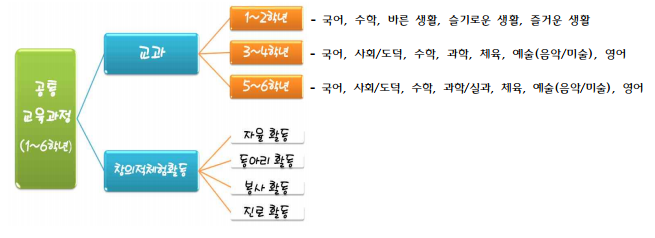 공통
교육과정
(1~6학년)
교과
1~2학년
- 국어, 수학, 바른 생활, 슬기로운 생활, 즐거운 생활
3~4학년
- 국어, 사회/도덕, 수학, 과학, 체육, 예술(음악/미술), 영어
5~6학년
- 국어, 사회/도덕, 수학, 과학/실과, 체육, 예술(음악/미술), 영어
창의적체험활동
자율 활동
동아리 활동
봉사 활동
진로 활동